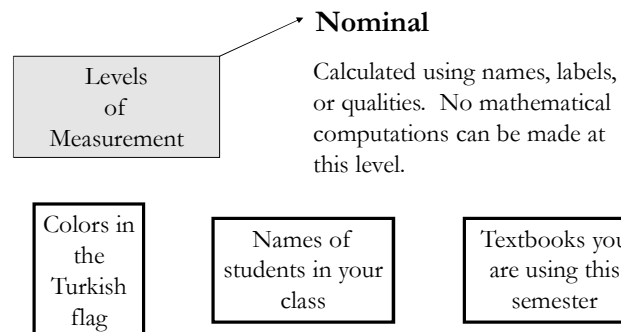 Nominal
Levels
of
Measurement
Calculated using names, labels,
or qualities. No mathematical
computations can be made at
this level.
Colors in
the
Turkish
flag
Names of
students in your
class
Textbooks you
are using this
semester